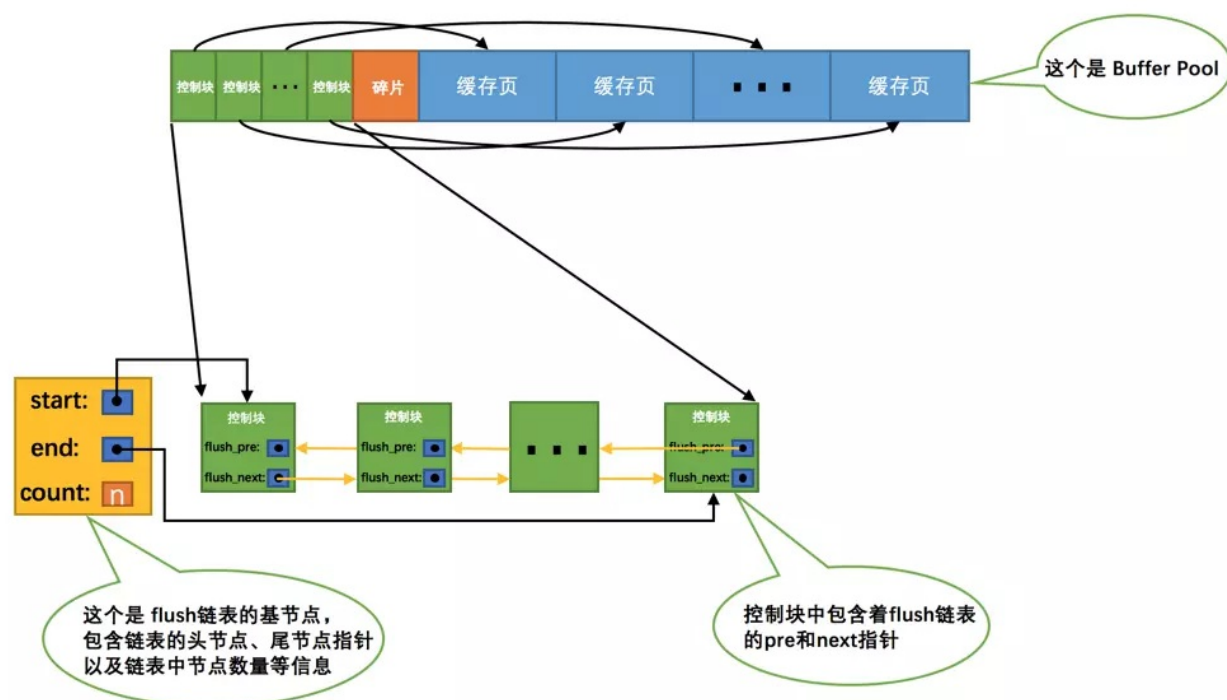 控制块 控制块 ··· 控制块 碎片 缓存页 缓存页 ▪ ▪ ▪ 缓存页
这个是 Buffer Pool
start:
end:
count: n
控制块
flush_pre:
flush_next:
控制块
flush_pre:
flush_next:
▪ ▪ ▪
控制块
flush_pre:
flush_next:
这个是 flush链表的基节点，
包含链表的头节点、尾节点指针
以及链表中节点数量等信息
控制块中包含着flush链表
的pre和next指针